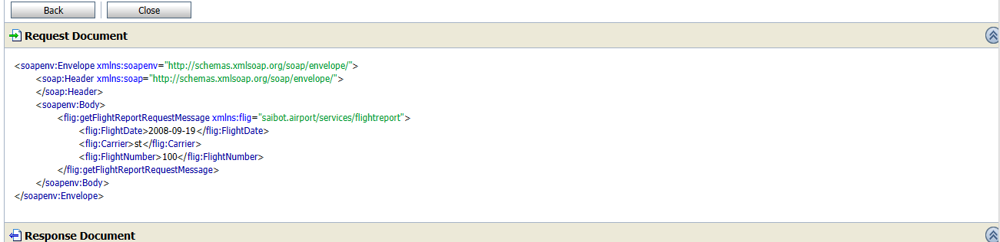 Back Close
Request Document
<soapenv:Envelope xmlns:soapenv="http://schemas.xmlsoap.org/soap/envelope/">
<soap:Header xmlns:soap="http://schemas.xmlsoap.org/soap/envelope/">
</soap:Header>
<soapenv:Body>
<flig:getFlightReportRequestMessage xmlns:flig="saibot.airport/services/flightreport">
<flig:FlightDate>2008-09-19</flig:FlightDate>
<flig:Carrier>st</flig:Carrier>
<flig:FlightNumber>100</flig:FlightNumber>
</flig:getFlightReportRequestMessage>
</soapenv:Body>
</soapenv:Envelope>
Response Document